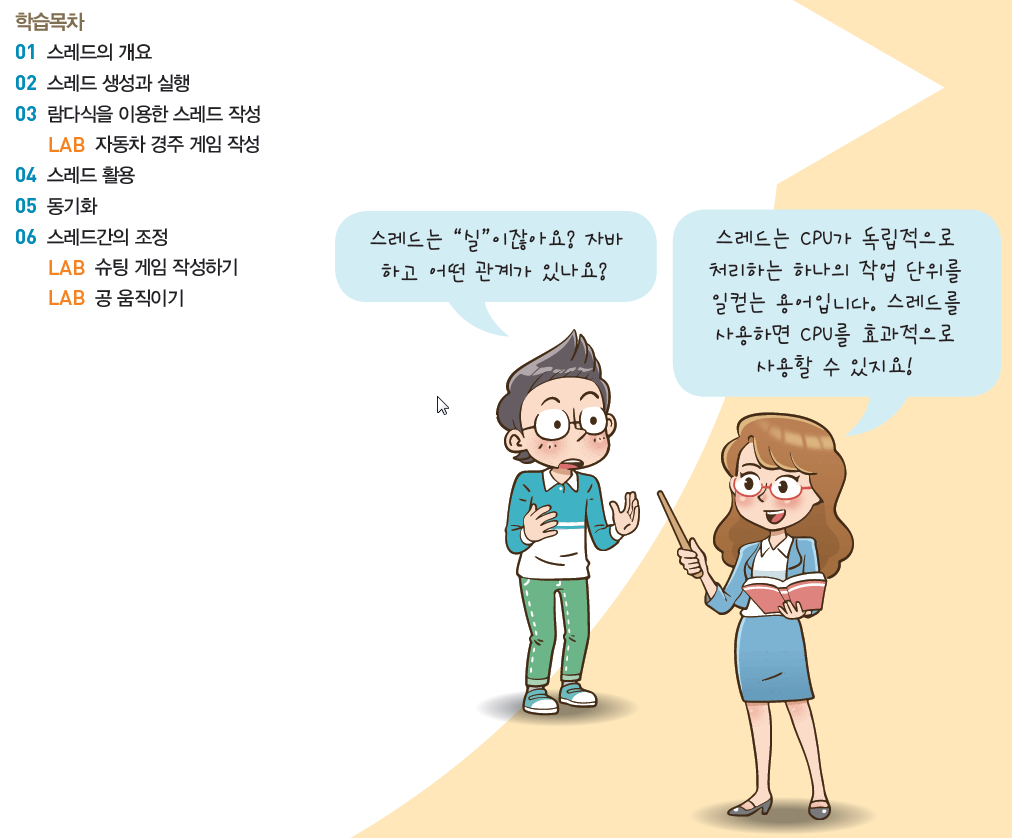 학습목차
01 스레드의 개요
02 스레드 생성과 실행
03 람다식을 이용한 스레드 작성
LAB 자동차 경주 게임 작성
04 스레드 활용
05 동기화
06 스레드간의 조정
LAB 슈팅 게임 작성하기
LAB 공 움직이기
스레드는 “실”이잖아요? 자바
하고 어떤 관계가 있나요?
스레드는 CPU가 독립적으로
처리하는 하나의 작업 단위를
일컫는 용어입니다. 스레드를
사용하면 CPU를 효과적으로
사용할 수 있지요!